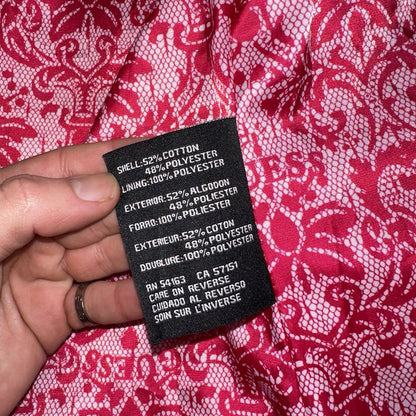 SHELL:52%COTTON
48%POLYESTER
LINING:100%POLYESTER
EXTERIOR:52%ALGODON
48%POLIESTER
FORRO:100%POLIESTER
EXTERIEUR:52%COTON
48%POLYESTER
DOUBLURE:100%POLYESTER
RN 54163 CA 57151
CARE ON REVERSE
CUIDADO AL REVERSO
SOIN SUR L'INVERSE